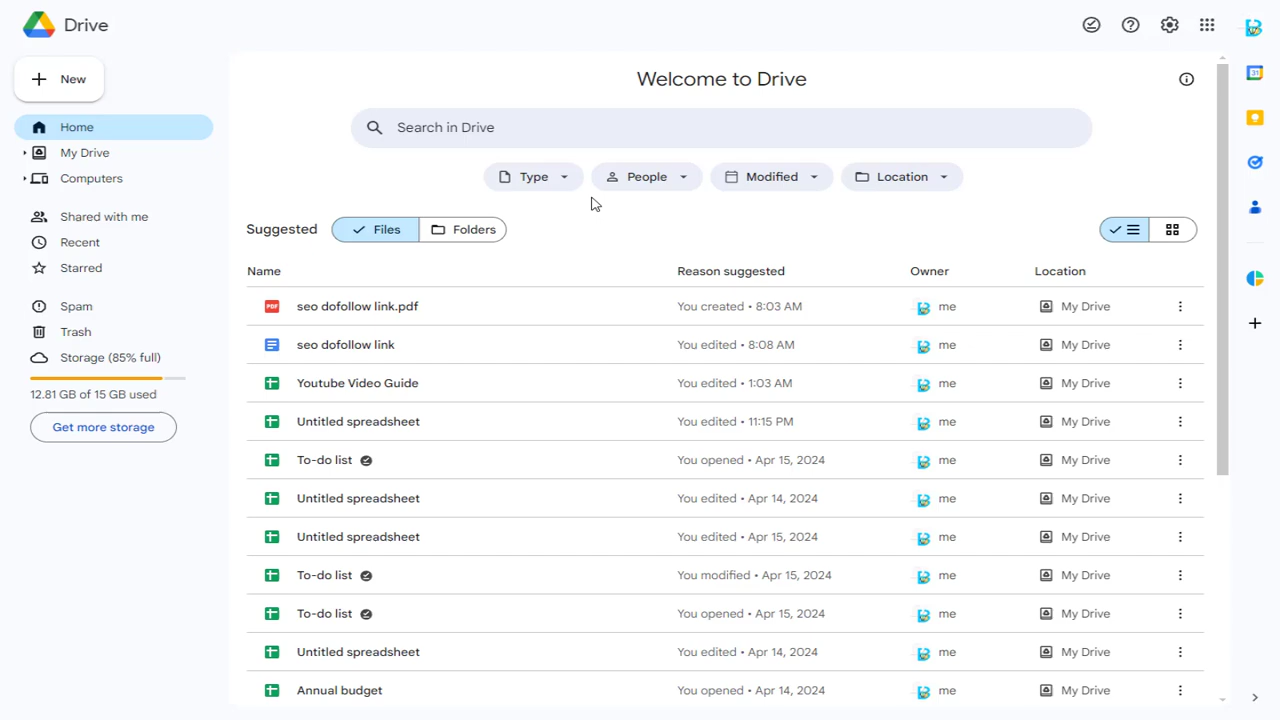 Drive
New
Home
My Drive
Computers
Shared with me
Recent
Starred
Spam
Trash
Storage (85% full)
12.81 GB of 15 GB used
Get more storage
Welcome to Drive
Search in Drive
Type People Modified Location
Suggested Files Folders
Name Reason suggested Owner Location
PDF seo dofollow link.pdf You created • 8:03 AM me My Drive
seo dofollow link You edited • 8:08 AM me My Drive
Youtube Video Guide You edited • 1:03 AM me My Drive
Untitled spreadsheet You edited • 11:15 PM me My Drive
To-do list You opened • Apr 15, 2024 me My Drive
Untitled spreadsheet You edited • Apr 14, 2024 me My Drive
Untitled spreadsheet You edited • Apr 15, 2024 me My Drive
To-do list You modified • Apr 15, 2024 me My Drive
To-do list You opened • Apr 15, 2024 me My Drive
Untitled spreadsheet You edited • Apr 14, 2024 me My Drive
Annual budget You opened • Apr 14, 2024 me My Drive
31